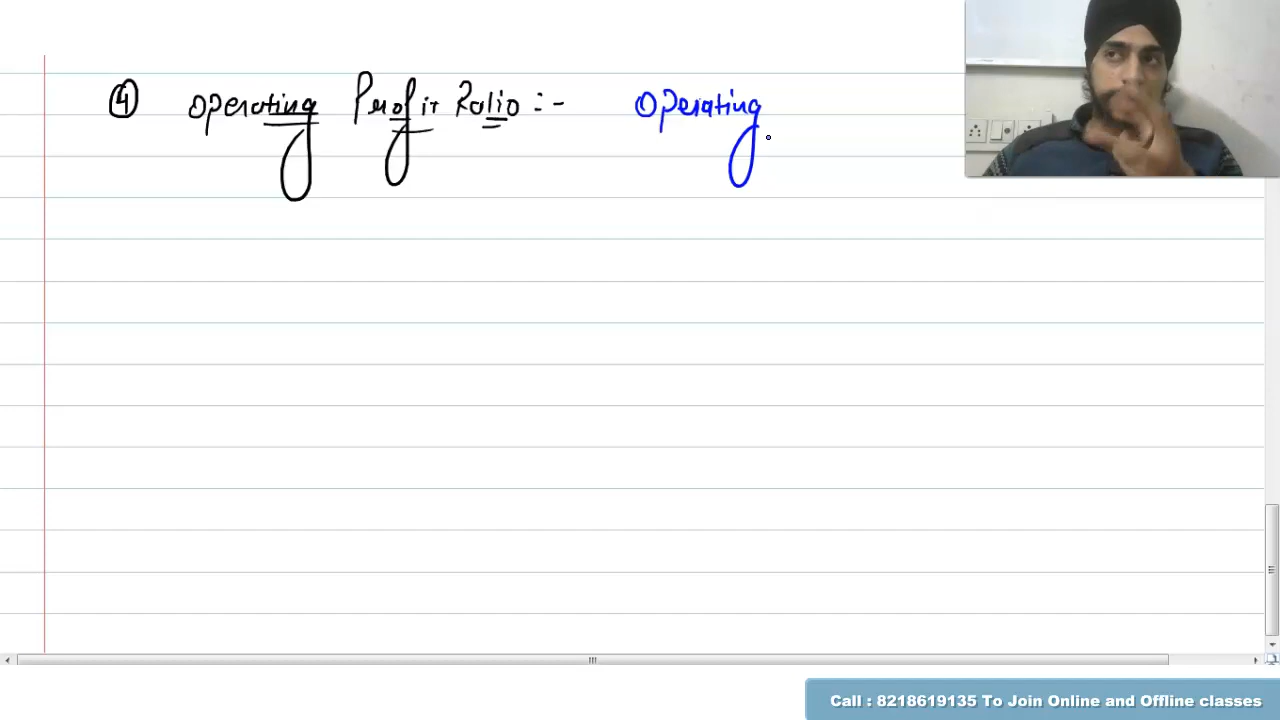 ④ Operating Profit Ratio :- Operating
Call : 8218619135 To Join Online and Offline classes